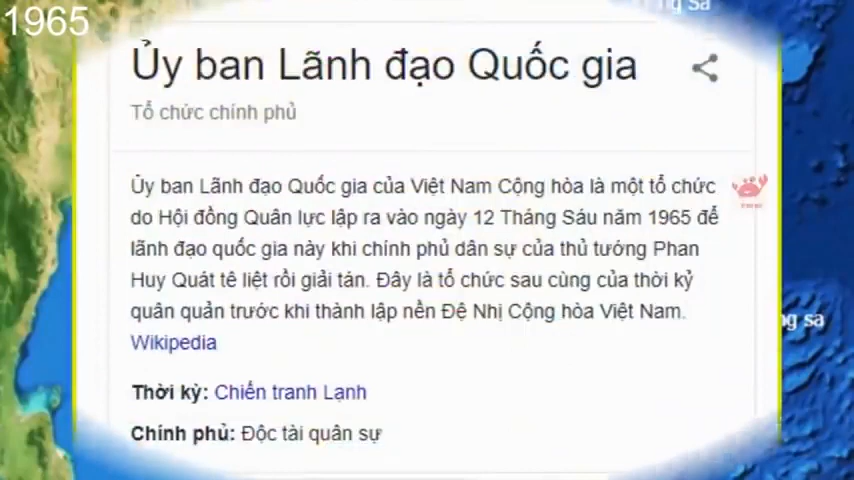 1965
Ủy ban Lãnh đạo Quốc gia
Tổ chức chính phủ
Ủy ban Lãnh đạo Quốc gia của Việt Nam Cộng hòa là một tổ chức
do Hội đồng Quân lực lập ra vào ngày 12 Tháng Sáu năm 1965 để
lãnh đạo quốc gia này khi chính phủ dân sự của thủ tướng Phan
Huy Quát tê liệt rồi giải tán. Đây là tổ chức sau cùng của thời kỷ
quân quản trước khi thành lập nền Đệ Nhị Cộng hòa Việt Nam.
Wikipedia
Thời kỳ: Chiến tranh Lạnh
Chính phủ: Độc tài quân sự